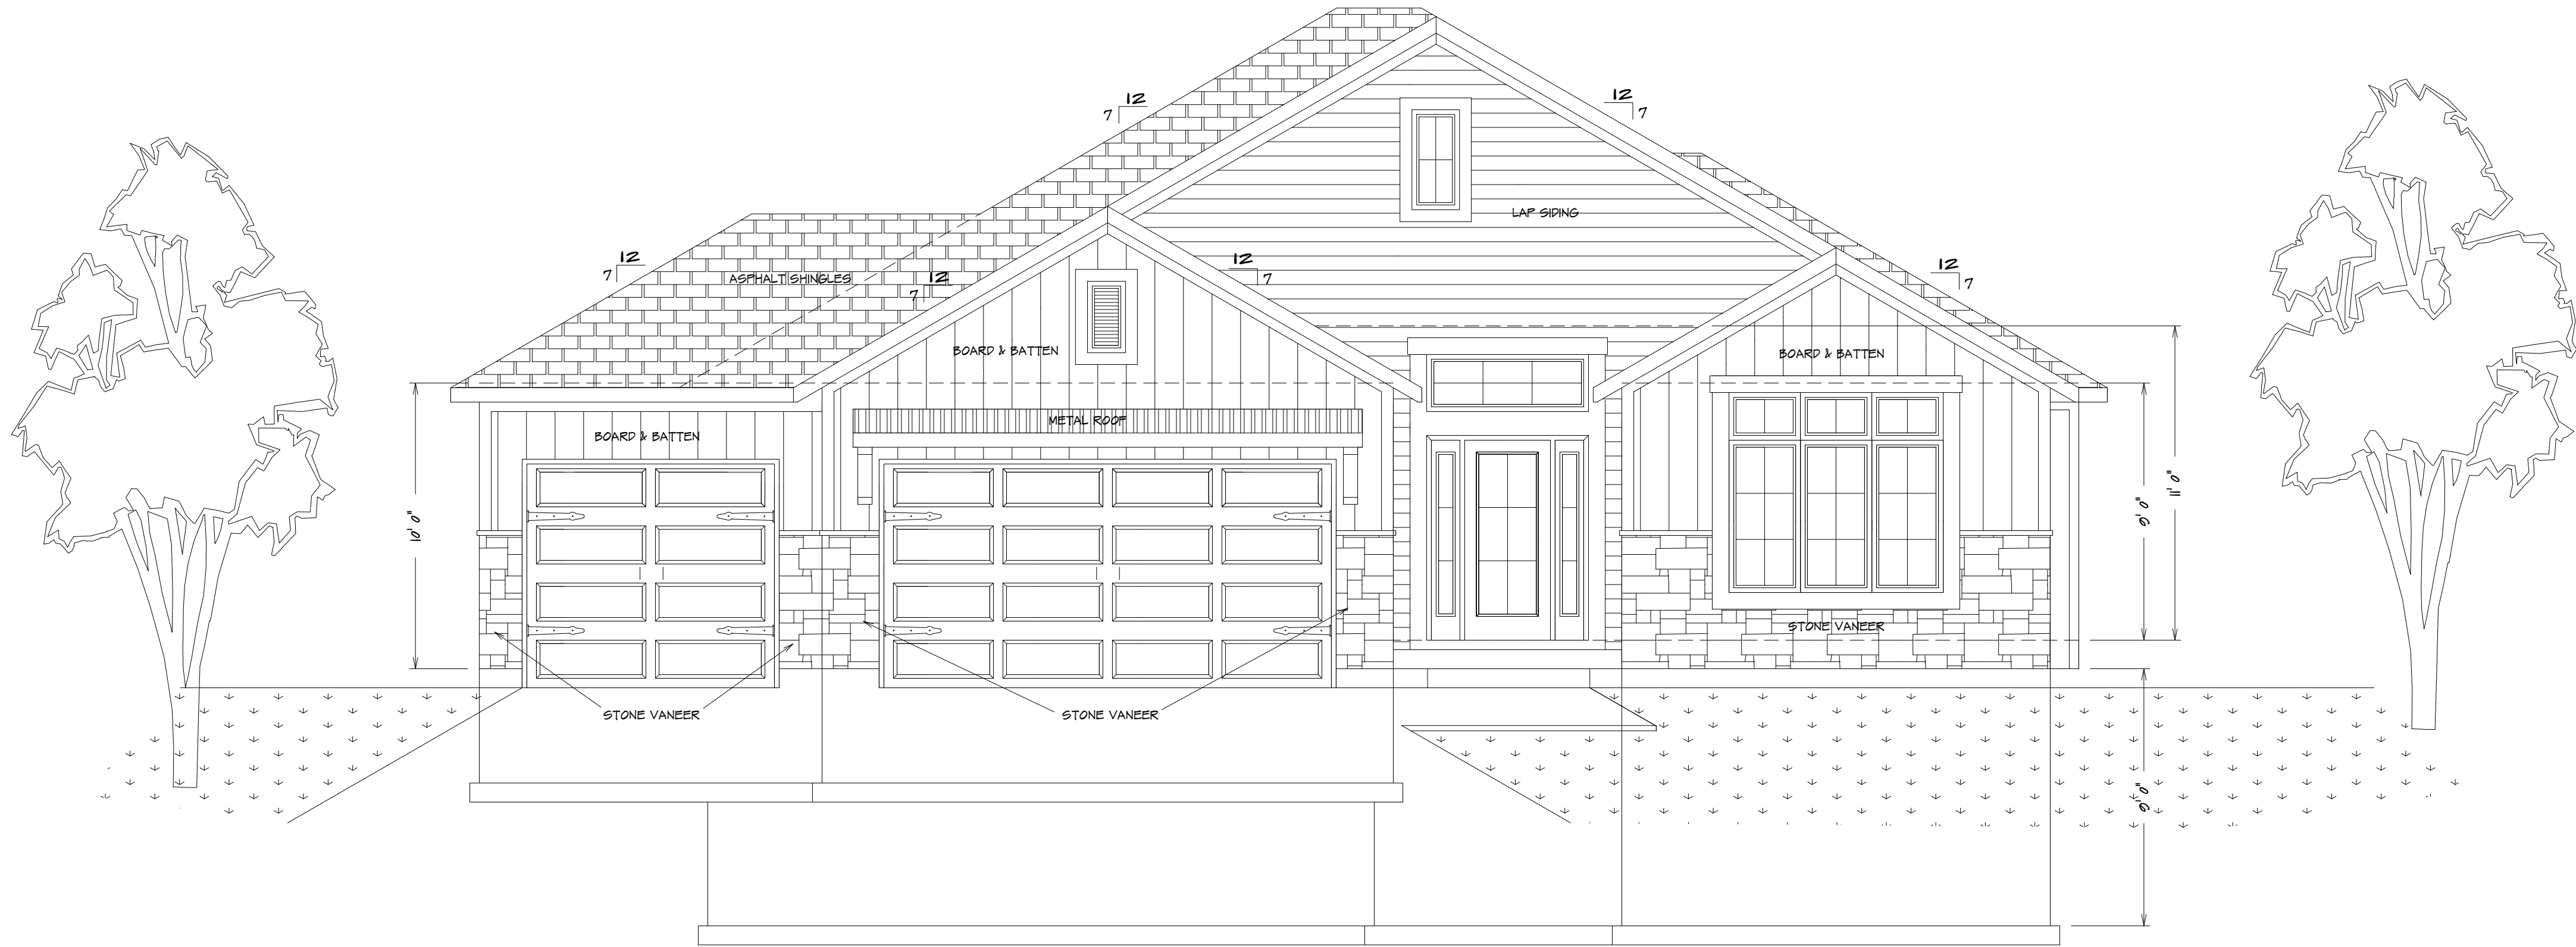 12
7
12
7
LAP SIDING
12
7
12
7
12
7
12
7
ASPHALT SHINGLES
BOARD & BATTEN
BOARD & BATTEN
METAL ROOF
BOARD & BATTEN
11' 0"
9' 0"
10' 0"
STONE VANEER
STONE VANEER
STONE VANEER
9' 0"